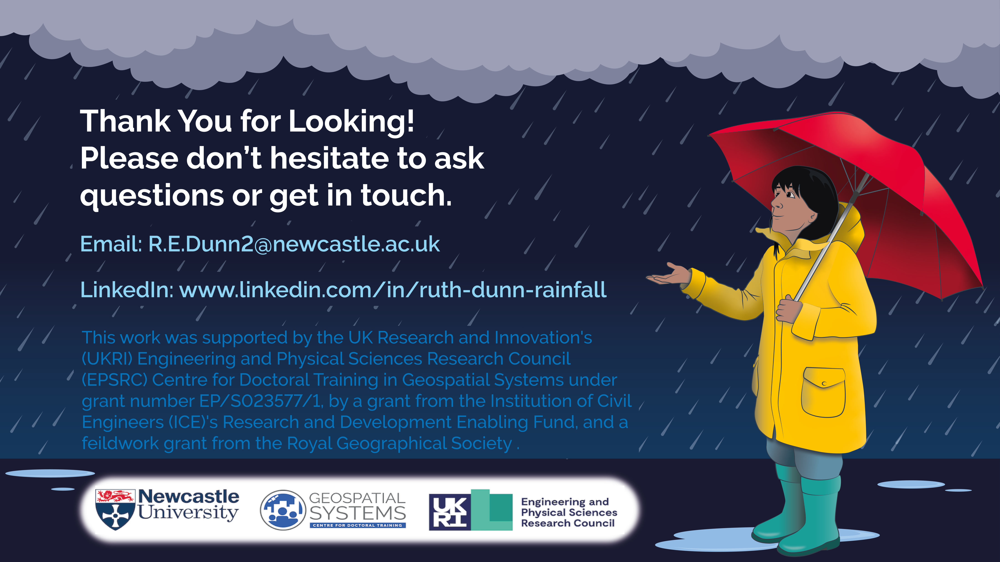 Thank You for Looking!
Please don’t hesitate to ask
questions or get in touch.
Email: R.E.Dunn2@newcastle.ac.uk
LinkedIn: www.linkedin.com/in/ruth-dunn-rainfall
This work was supported by the UK Research and Innovation's
(UKRI) Engineering and Physical Sciences Research Council
(EPSRC) Centre for Doctoral Training in Geospatial Systems under
grant number EP/S023577/1, by a grant from the Institution of Civil
Engineers (ICE)'s Research and Development Enabling Fund, and a
feildwork grant from the Royal Geographical Society .
Newcastle
University
GEOSPATIAL
SYSTEMS
CENTRE FOR DOCTORAL TRAINING
UK
RI
Engineering and
Physical Sciences
Research Council